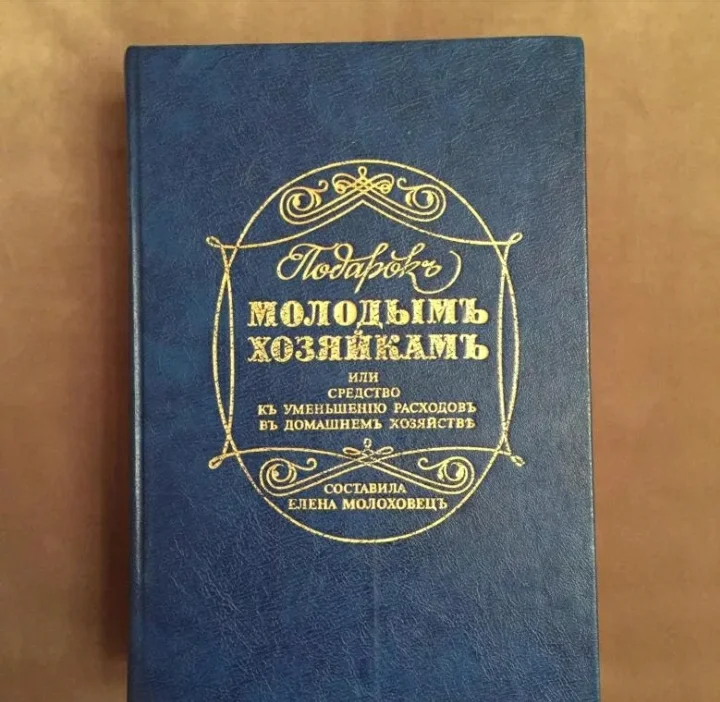 Подарокъ
МОЛОДЫМЪ
ХОЗЯЙКАМЪ
ИЛИ
СРЕДСТВО
КЪ УМЕНЬШЕНІЮ РАСХОДОВЪ
ВЪ ДОМАШНЕМЪ ХОЗЯЙСТВѢ
СОСТАВИЛА
ЕЛЕНА МОЛОХОВЕЦЪ